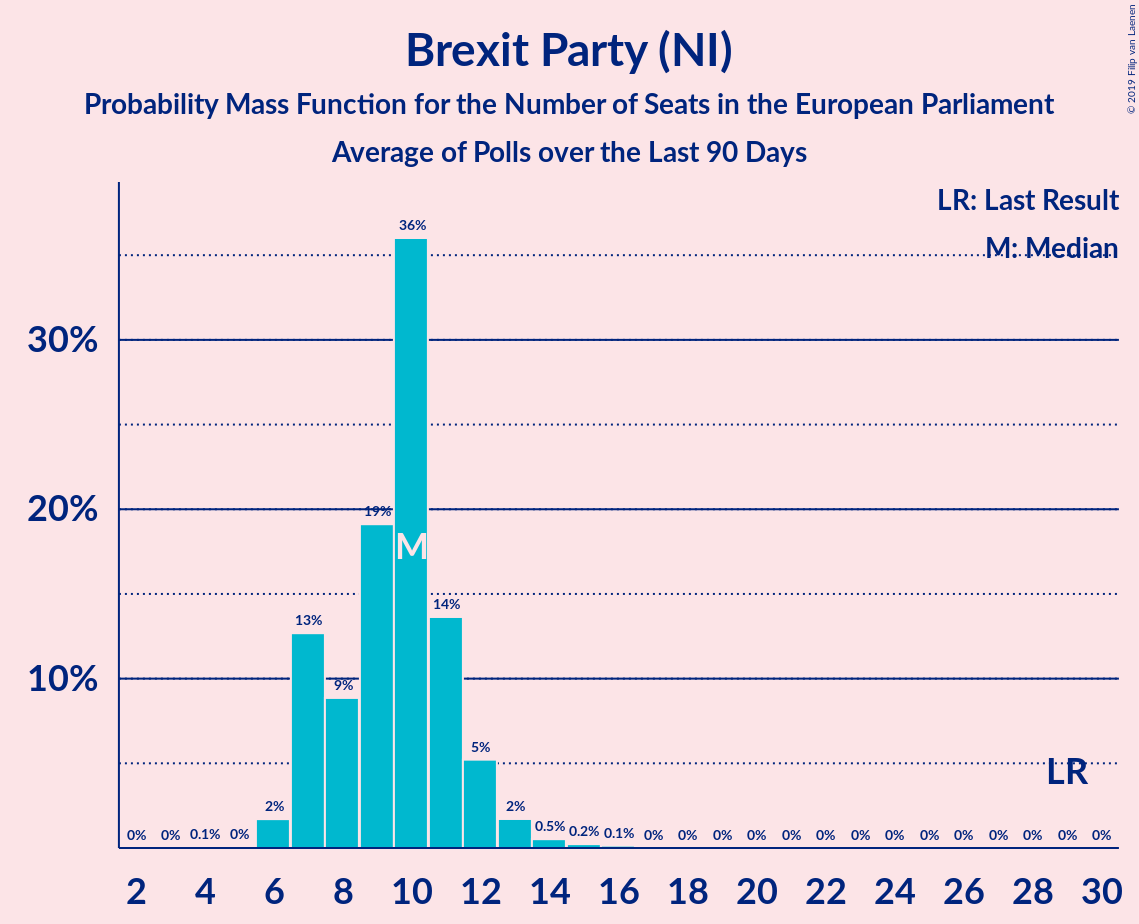 Brexit Party (NI)
Probability Mass Function for the Number of Seats in the European Parliament
Average of Polls over the Last 90 Days
© 2019 Filip van Laenen
LR: Last Result
M: Median
36%
30%
20%
19%
M
14%
13%
10%
9%
5%
LR
2%
2%
0% 0% 0.1% 0% 0.5% 0.2% 0.1% 0% 0% 0% 0% 0% 0% 0% 0% 0% 0% 0% 0% 0% 0%
2 4 6 8 10 12 14 16 18 20 22 24 26 28 30